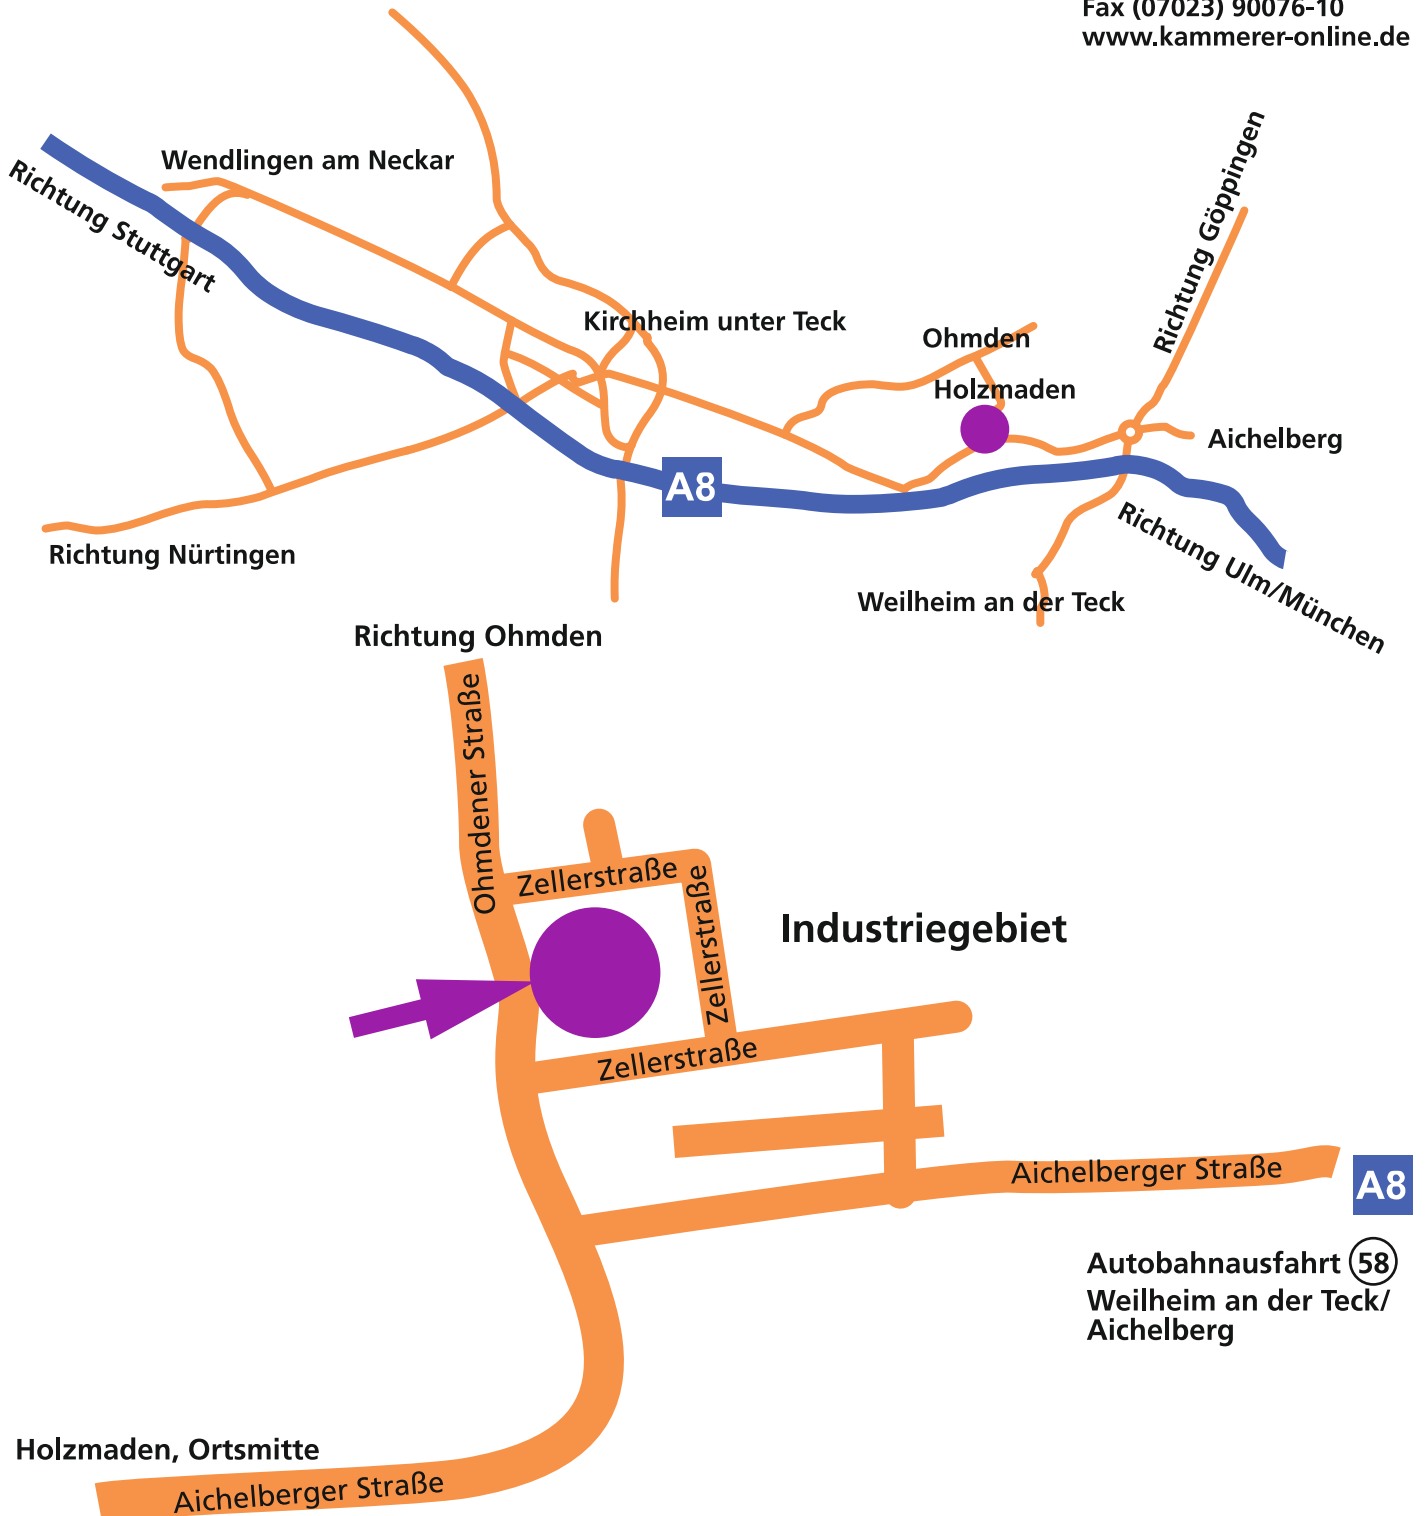 Fax (07023) 90076-10
www.kammerer-online.de
Wendlingen am Neckar
Richtung Stuttgart
Richtung Göppingen
Kirchheim unter Teck
Ohmden
Holzmaden
Aichelberg
A8
Richtung Nürtingen
Richtung Ulm/München
Weilheim an der Teck
Richtung Ohmden
Ohmdener Straße
Zellerstraße
Zellerstraße
Industriegebiet
Zellerstraße
Aichelberger Straße
A8
Autobahnausfahrt 58
Weilheim an der Teck/
Aichelberg
Holzmaden, Ortsmitte
Aichelberger Straße